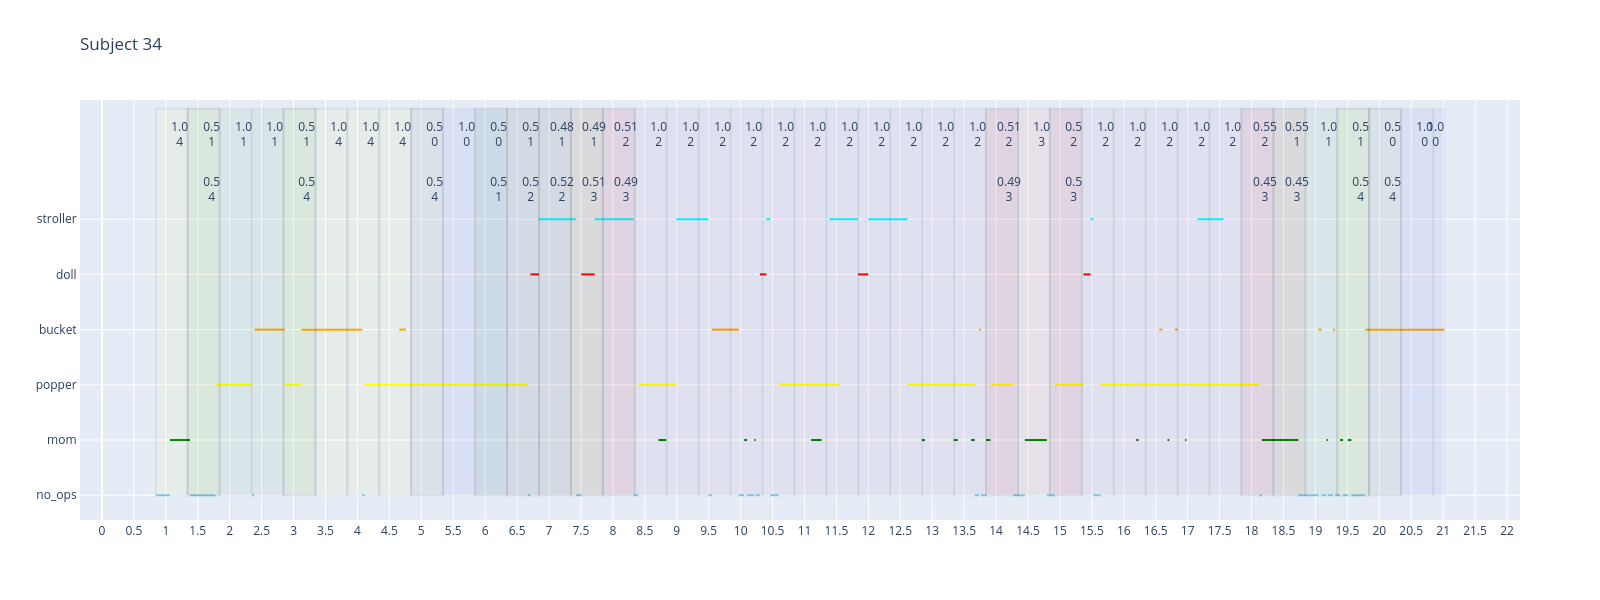 Subject 34
1.0 0.5 1.0 1.0 0.5 1.0 1.0 1.0 0.5 1.0 0.5 0.5 0.48 0.49 0.51 1.0 1.0 1.0 1.0 1.0 1.0 1.0 1.0 1.0 1.0 1.0 0.51 1.0 0.5 1.0 1.0 1.0 1.0 1.0 0.55 0.55 1.0 0.5 0.5 1.0 1.0
4 1 1 1 1 4 4 4 0 0 0 1 1 1 2 2 2 2 2 2 2 2 2 2 2 2 2 3 2 2 2 2 2 2 2 1 1 1 0 0 0
0.5 0.5 0.5 0.5 0.5 0.52 0.51 0.49 0.49 0.5 0.45 0.45 0.5 0.5
4 4 4 1 2 2 3 3 3 3 3 3 4 4
stroller
doll
bucket
popper
mom
no_ops
0 0.5 1 1.5 2 2.5 3 3.5 4 4.5 5 5.5 6 6.5 7 7.5 8 8.5 9 9.5 10 10.5 11 11.5 12 12.5 13 13.5 14 14.5 15 15.5 16 16.5 17 17.5 18 18.5 19 19.5 20 20.5 21 21.5 22